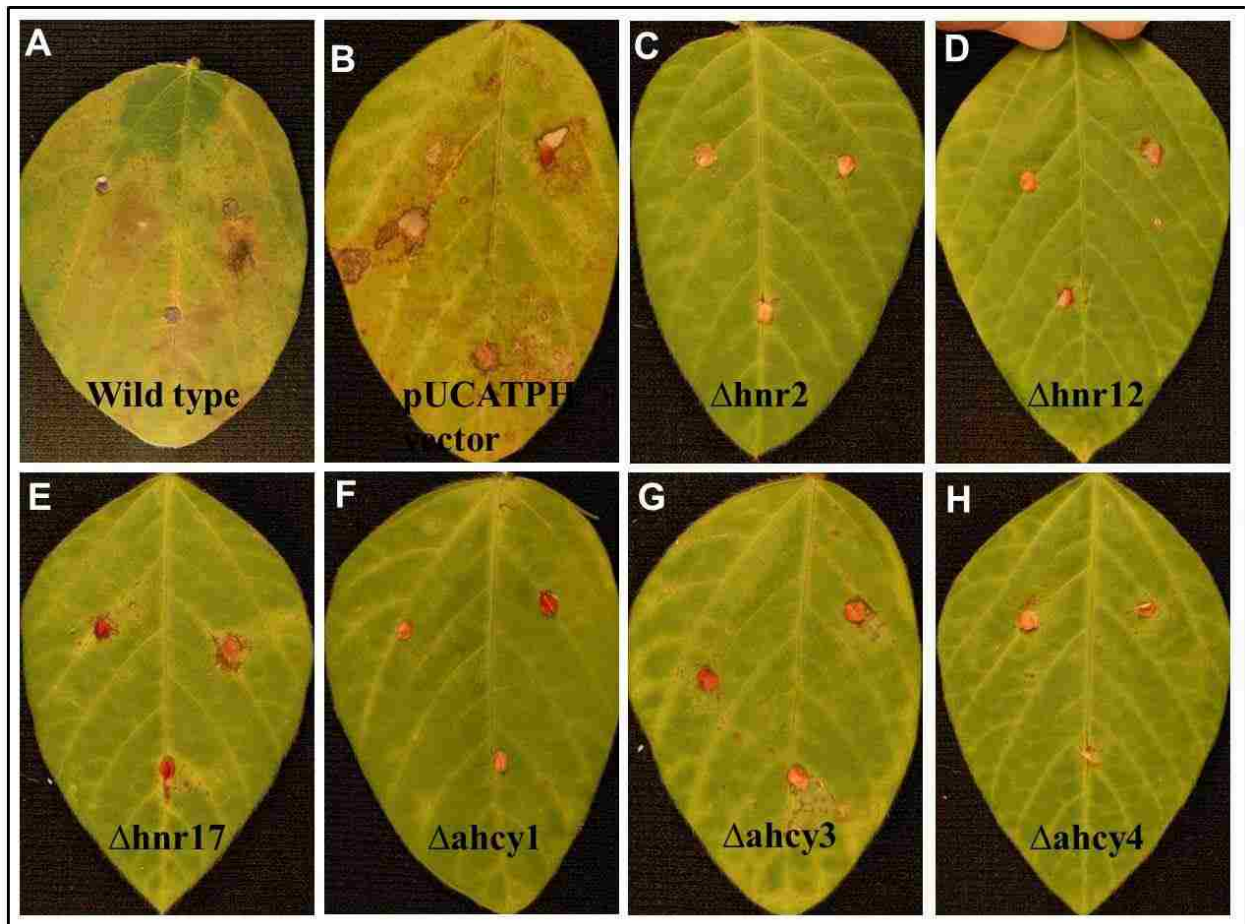 A
Wild type
B
pUCATPH
vector
C
Δhnr2
D
Δhnr12
E
Δhnr17
F
Δahcy1
G
Δahcy3
H
Δahcy4